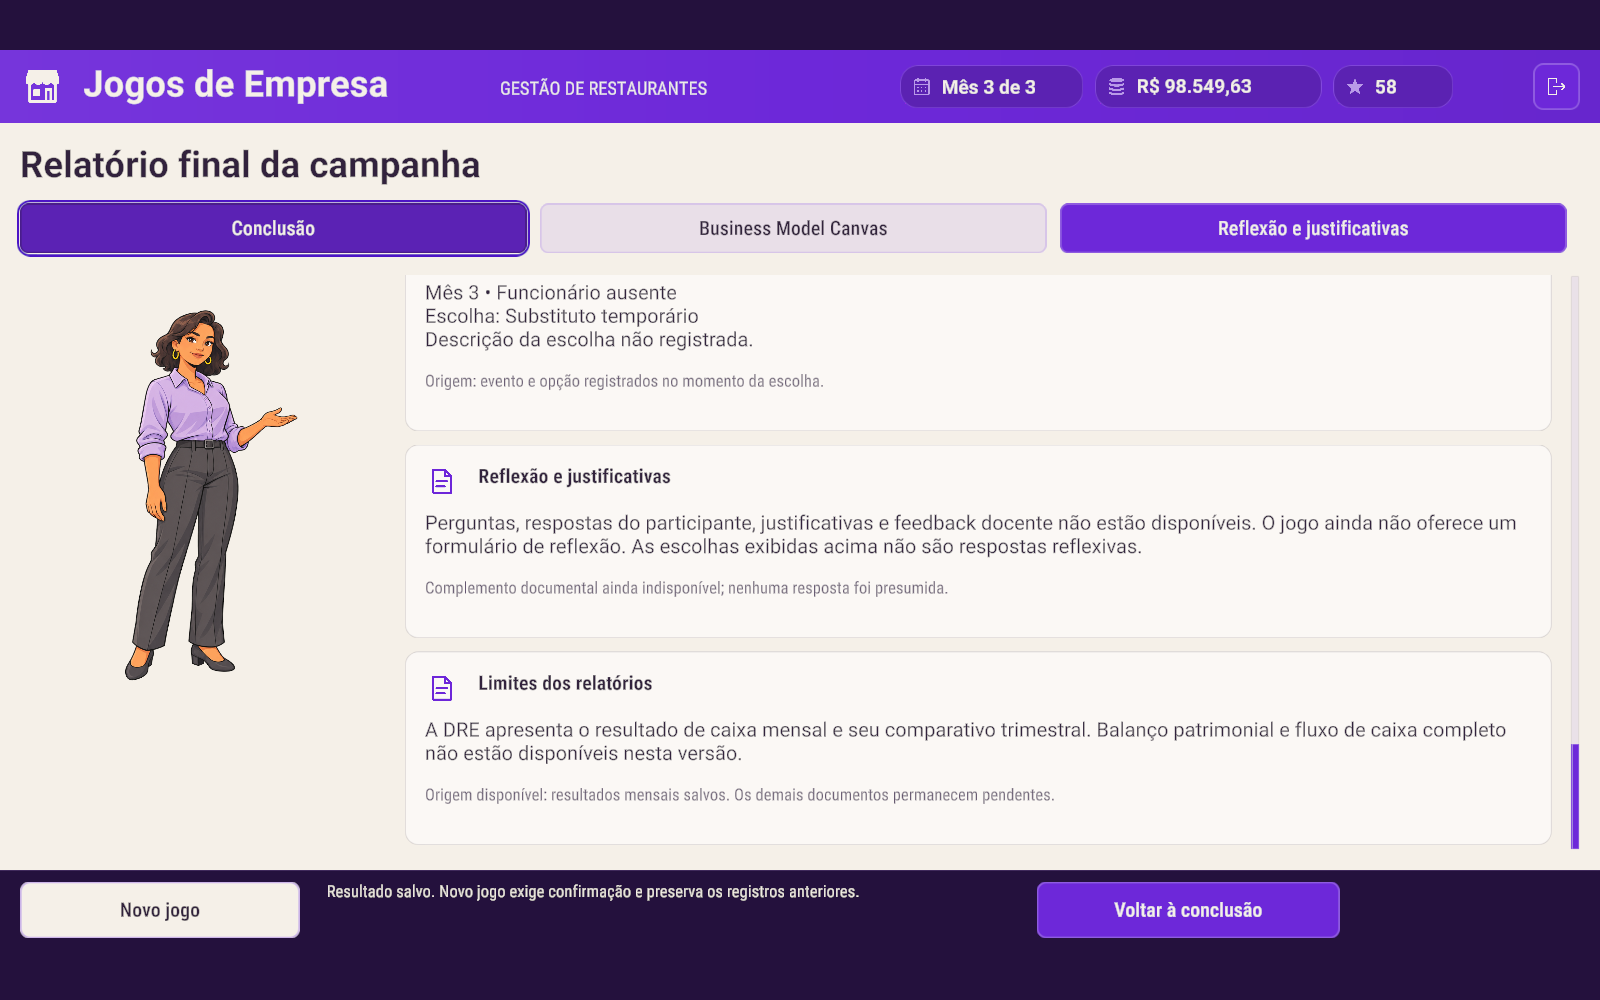 Jogos de Empresa
GESTÃO DE RESTAURANTES
Mês 3 de 3
R$ 98.549,63
58
Relatório final da campanha
Conclusão
Business Model Canvas
Reflexão e justificativas
Mês 3 • Funcionário ausente
Escolha: Substituto temporário
Descrição da escolha não registrada.
Origem: evento e opção registrados no momento da escolha.
Reflexão e justificativas
Perguntas, respostas do participante, justificativas e feedback docente não estão disponíveis. O jogo ainda não oferece um
formulário de reflexão. As escolhas exibidas acima não são respostas reflexivas.
Complemento documental ainda indisponível; nenhuma resposta foi presumida.
Limites dos relatórios
A DRE apresenta o resultado de caixa mensal e seu comparativo trimestral. Balanço patrimonial e fluxo de caixa completo
não estão disponíveis nesta versão.
Origem disponível: resultados mensais salvos. Os demais documentos permanecem pendentes.
Novo jogo
Resultado salvo. Novo jogo exige confirmação e preserva os registros anteriores.
Voltar à conclusão